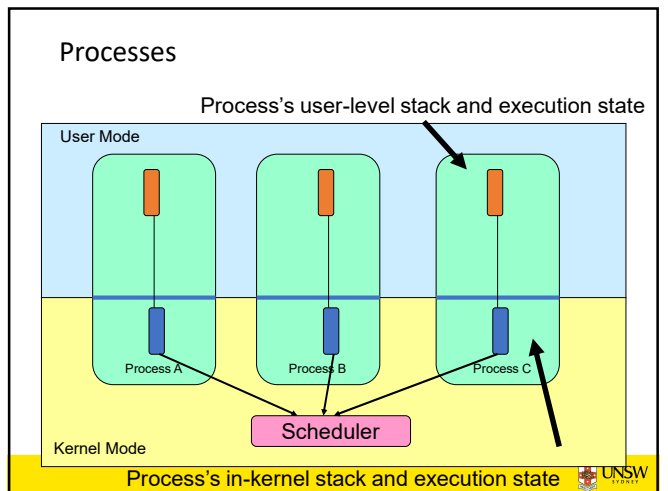 Processes
Process's user-level stack and execution state
User Mode
Process A
Process B
Process C
Scheduler
Kernel Mode
Process's in-kernel stack and execution state
UNSW
SYDNEY